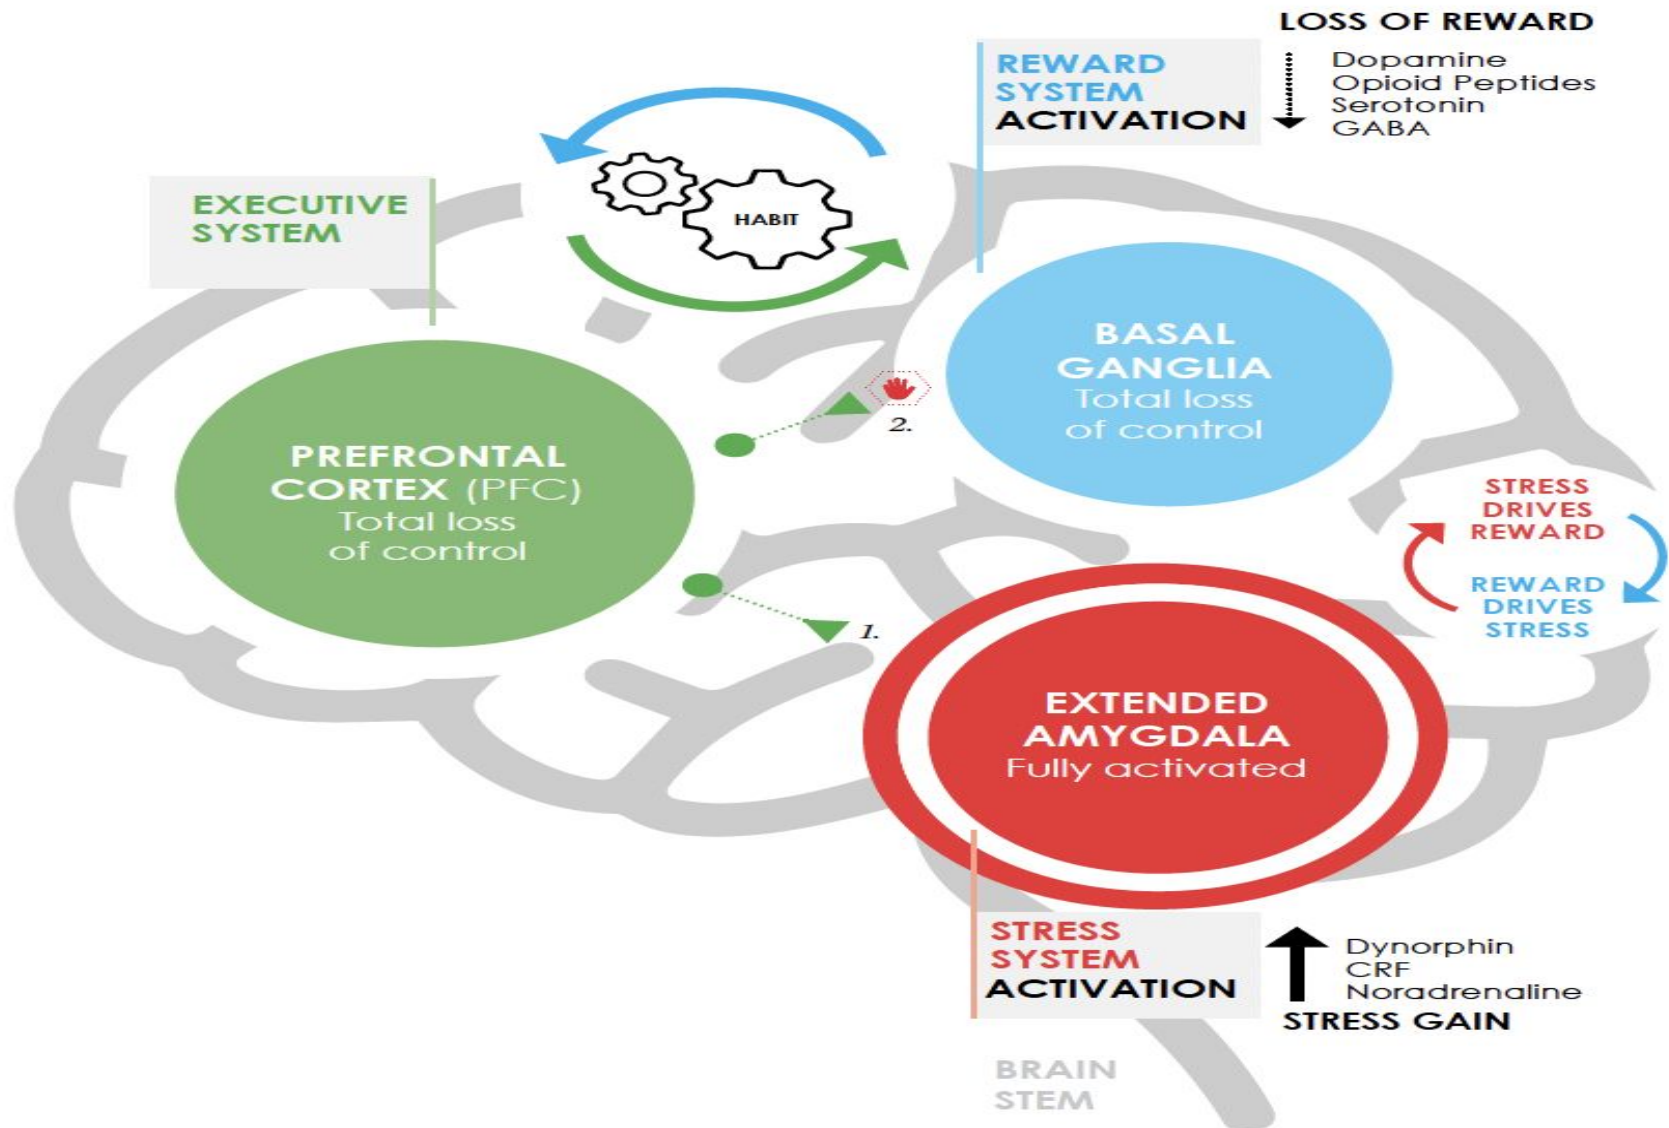 LOSS OF REWARD
REWARD
SYSTEM
ACTIVATION
Dopamine
Opioid Peptides
Serotonin
GABA
EXECUTIVE
SYSTEM
HABIT
BASAL
GANGLIA
Total loss
of control
2.
PREFRONTAL
CORTEX (PFC)
Total loss
of control
1.
STRESS
DRIVES
REWARD
REWARD
DRIVES
STRESS
EXTENDED
AMYGDALA
Fully activated
STRESS
SYSTEM
ACTIVATION
Dynorphin
CRF
Noradrenaline
STRESS GAIN
BRAIN
STEM